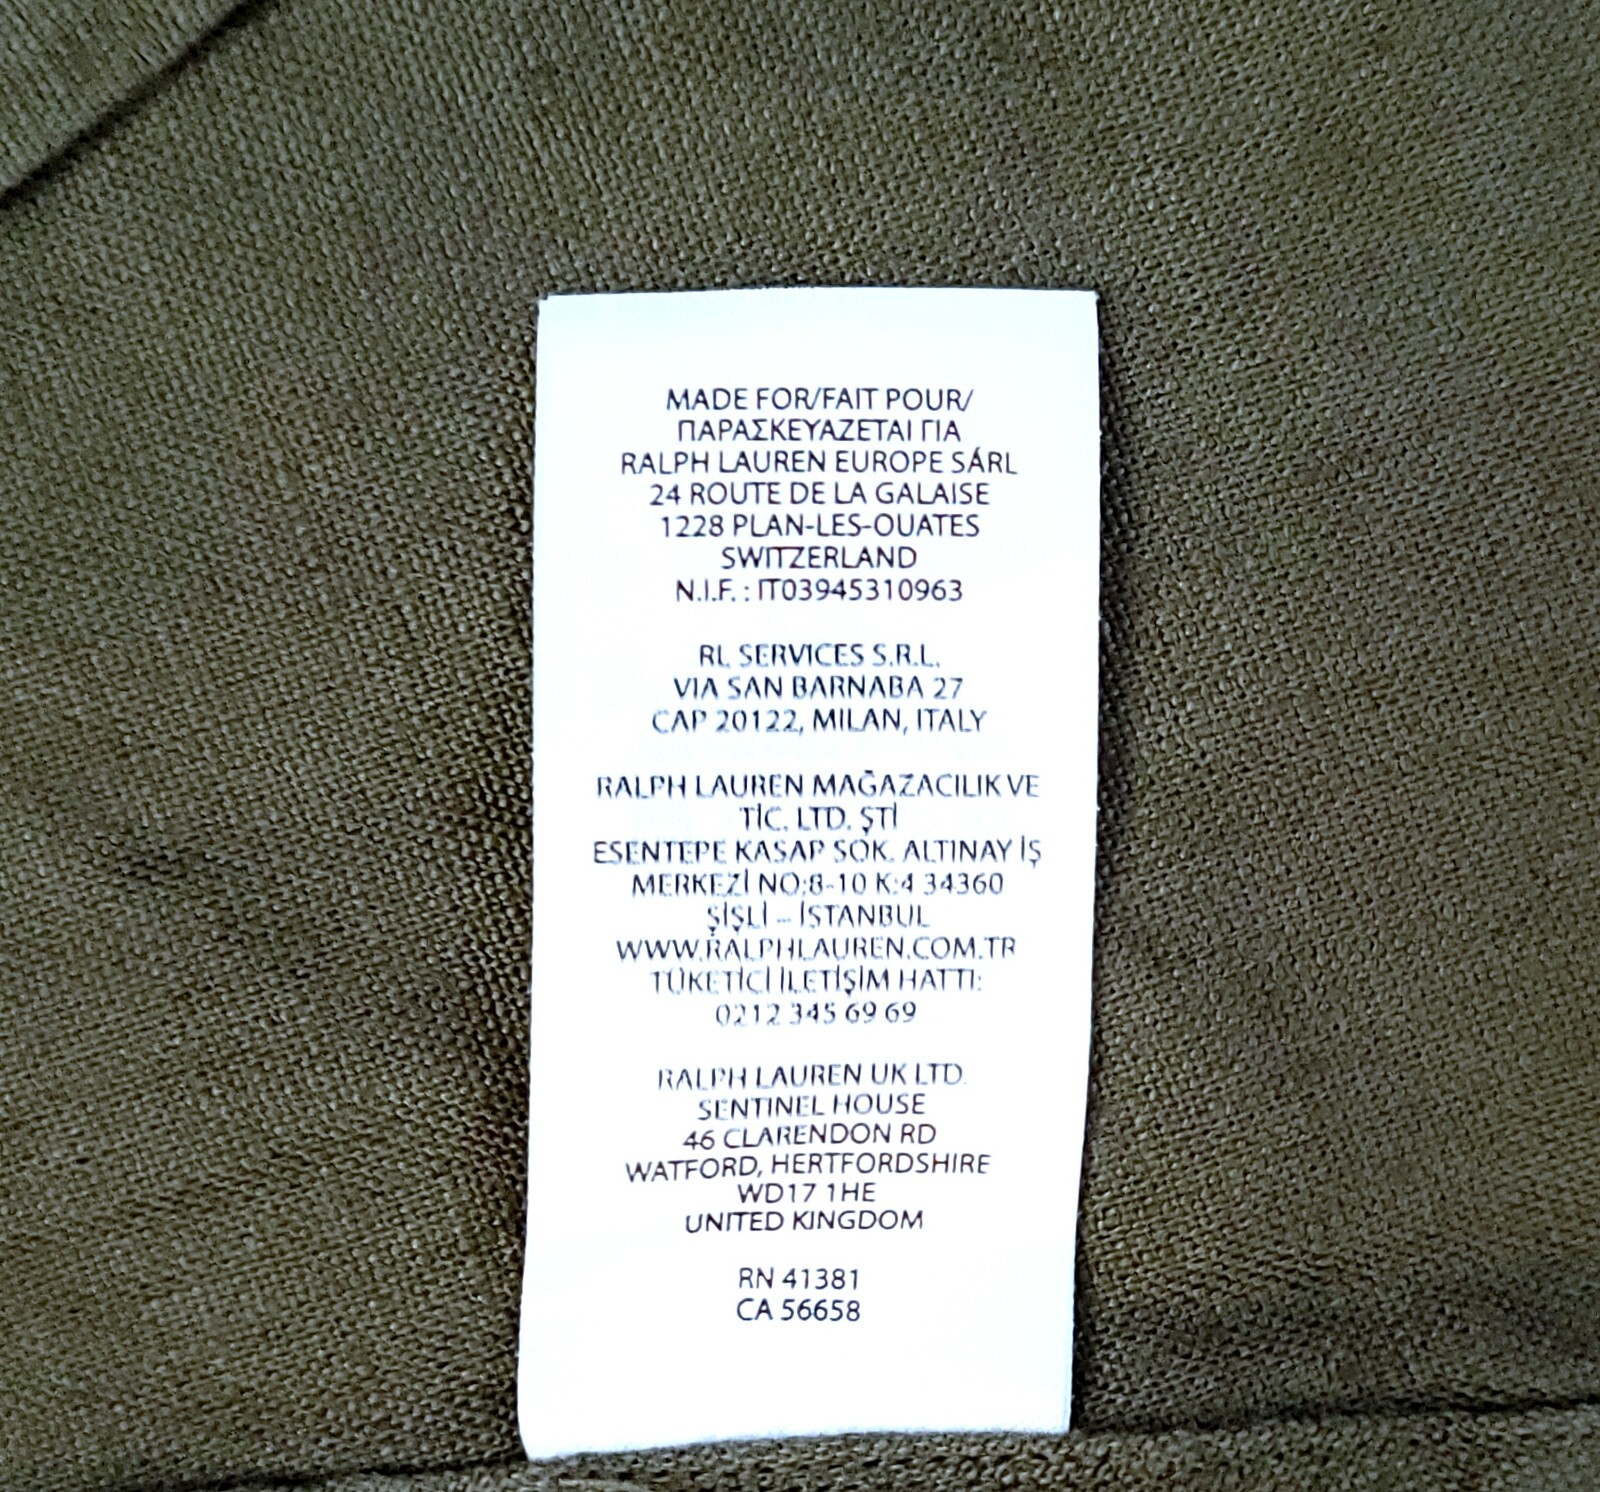 MADE FOR/FAIT POUR/
ΠΑΡΑΣΚΕΥΑΖΕΤΑΙ ΓΙΑ
RALPH LAUREN EUROPE SÁRL
24 ROUTE DE LA GALAISE
1228 PLAN-LES-OUATES
SWITZERLAND
N.I.F. : IT03945310963
RL SERVICES S.R.L.
VIA SAN BARNABA 27
CAP 20122, MILAN, ITALY
RALPH LAUREN MAĞAZACILIK VE
TİC. LTD. ŞTİ
ESENTEPE KASAP SOK. ALTINAY İŞ
MERKEZİ NO:8-10 K:4 34360
ŞİŞLİ – İSTANBUL
WWW.RALPHLAUREN.COM.TR
TÜKETİCİ İLETİŞİM HATTI:
0212 345 69 69
RALPH LAUREN UK LTD.
SENTINEL HOUSE
46 CLARENDON RD
WATFORD, HERTFORDSHIRE
WD17 1HE
UNITED KINGDOM
RN 41381
CA 56658